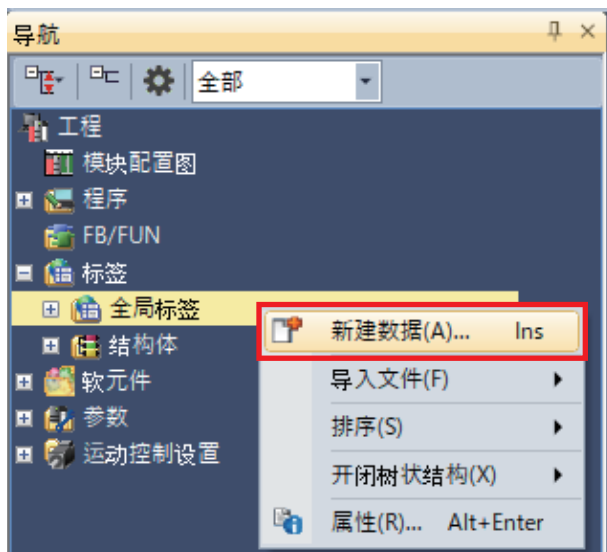 导航
全部
工程
模块配置图
程序
FB/FUN
标签
全局标签
新建数据(A)... Ins
结构体
导入文件(F)
软元件
排序(S)
参数
开闭树状结构(X)
运动控制设置
属性(R)... Alt+Enter